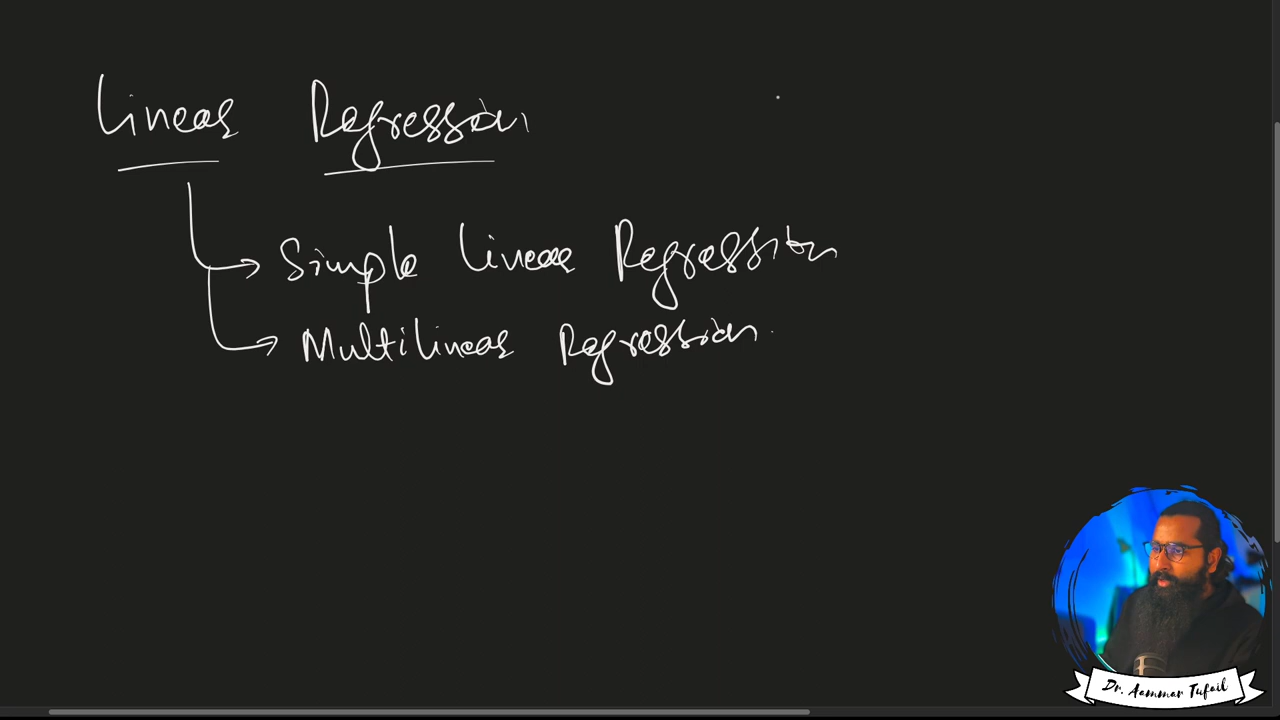 Linear Regression
Simple Linear Regression
Multilinear Regression.
Dr. Aammar Tufail